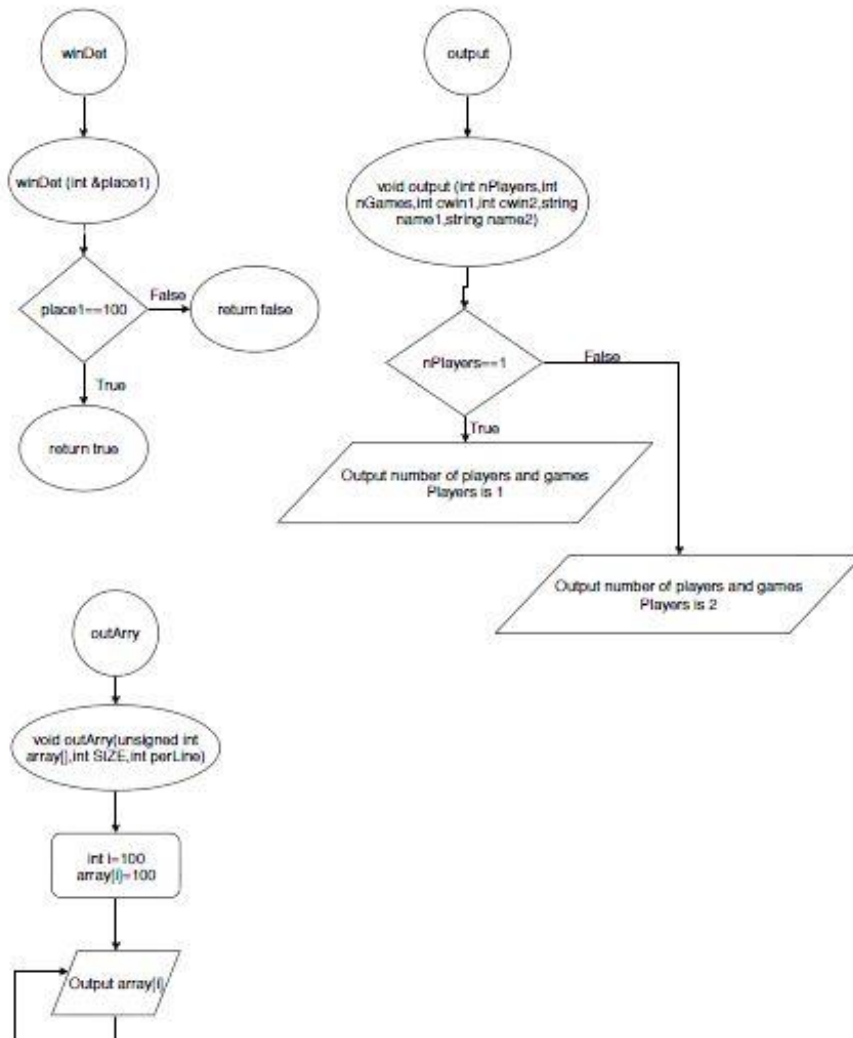 winDet
winDet (int &place1)
place1==100
False
return false
True
return true
output
void output (int nPlayers,int
nGames,int cwin1,int cwin2,string
name1,string name2)
nPlayers==1
False
True
Output number of players and games
Players is 1
Output number of players and games
Players is 2
outArry
void outArry(unsigned int
array[],int SIZE,int perLine)
int i=100
array[i]=100
Output array[i]